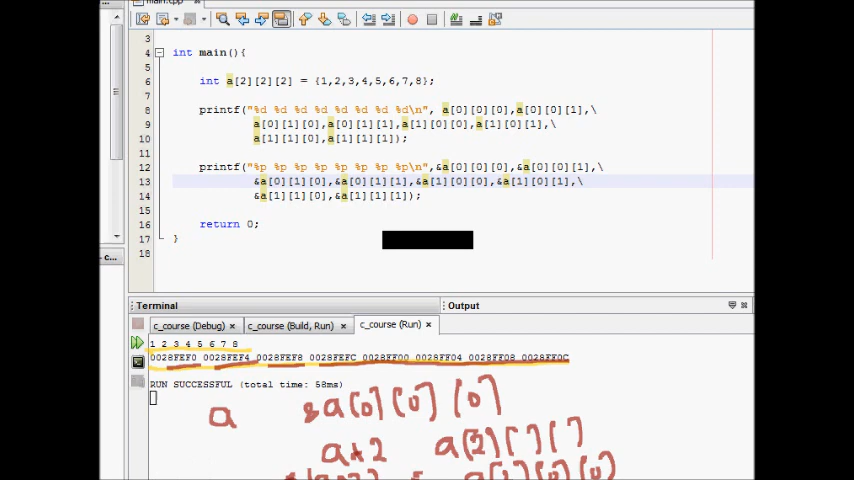 main.cpp
3
4 int main(){
5
6 int a[2][2][2] = {1,2,3,4,5,6,7,8};
7
8 printf("%d %d %d %d %d %d %d %d\n", a[0][0][0],a[0][0][1],\
9 a[0][1][0],a[0][1][1],a[1][0][0],a[1][0][1],\
10 a[1][1][0],a[1][1][1]);
11
12 printf("%p %p %p %p %p %p %p %p\n",&a[0][0][0],&a[0][0][1],\
13 &a[0][1][0],&a[0][1][1],&a[1][0][0],&a[1][0][1],\
14 &a[1][1][0],&a[1][1][1]);
15
16 return 0;
17 }
18
- c...
Terminal Output
c_course (Debug) c_course (Build, Run) c_course (Run)
1 2 3 4 5 6 7 8
0028FEF0 0028FEF4 0028FEF8 0028FEFC 0028FF00 0028FF04 0028FF08 0028FF0C
RUN SUCCESSFUL (total time: 58ms)
a &a[0][0][0]
a+2 a[2][ ][ ]